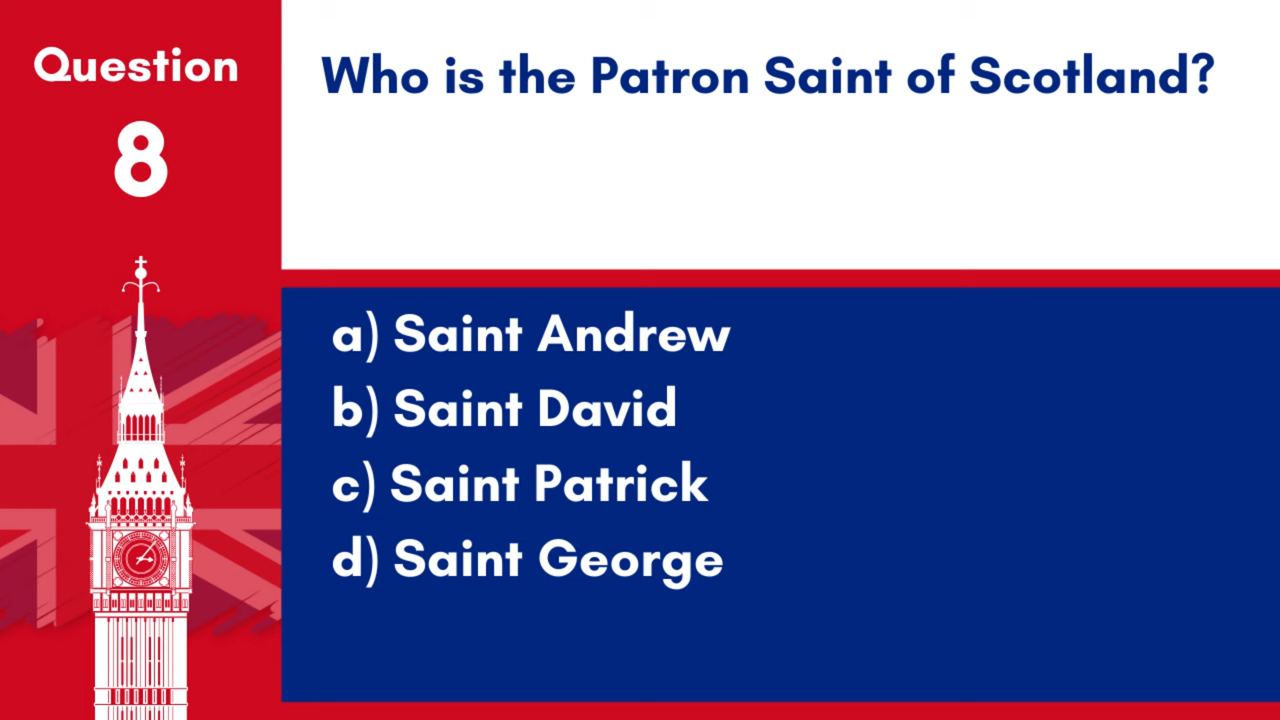 Question
8
Who is the Patron Saint of Scotland?
a) Saint Andrew
b) Saint David
c) Saint Patrick
d) Saint George